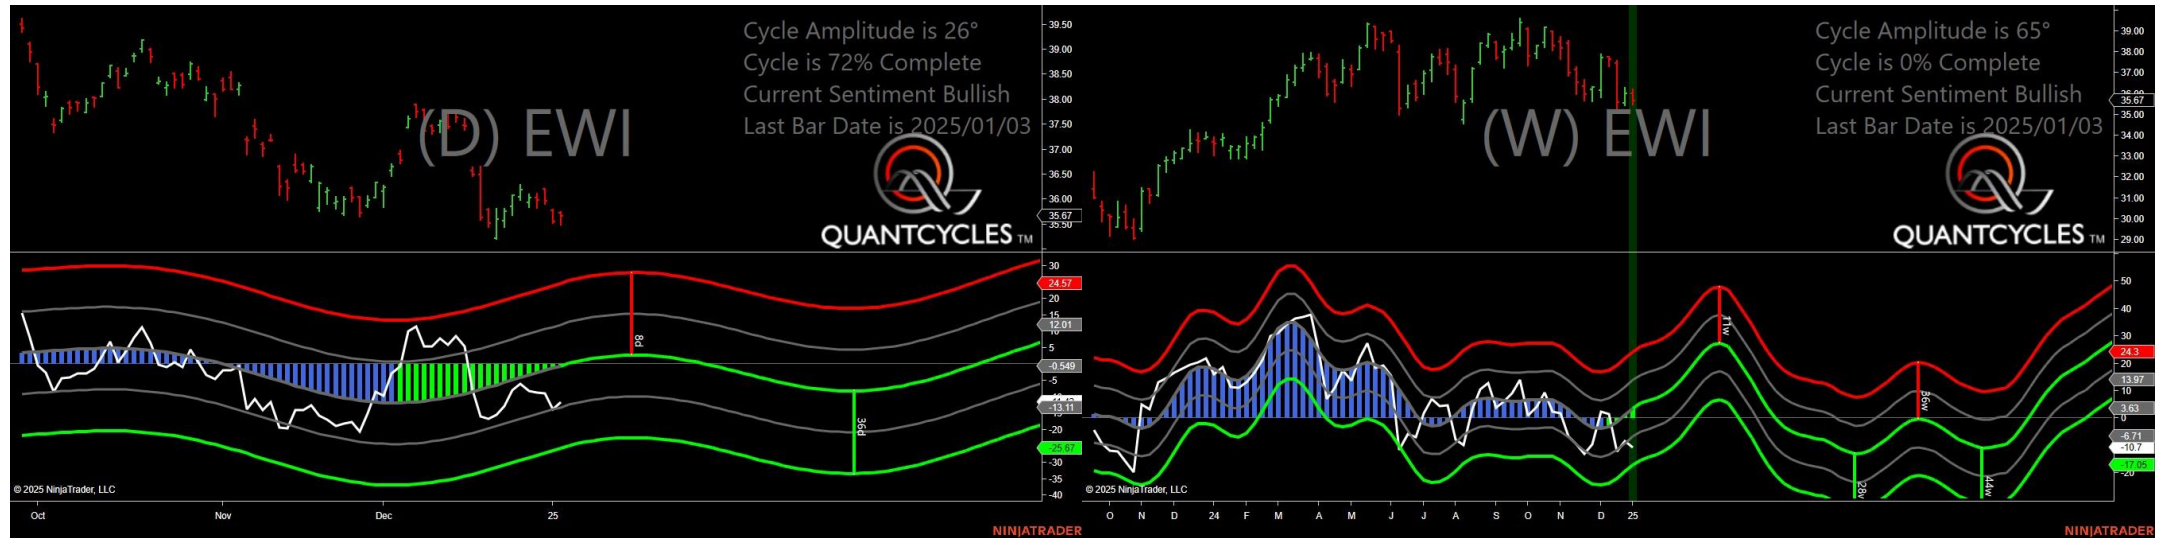 Cycle Amplitude is 26°
Cycle is 72% Complete
Current Sentiment Bullish
Last Bar Date is 2025/01/03
(D) EWI
QUANTCYCLES TM
39.50
39.00
38.50
38.00
37.50
37.00
36.50
36.00
35.67
35.50
30
24.57
20
12.01
5
-0.549
-5
-13.11
-20
-25.67
-30
-35
-40
8d
36d
© 2025 NinjaTrader, LLC
Oct Nov Dec 25
NINJATRADER
Cycle Amplitude is 65°
Cycle is 0% Complete
Current Sentiment Bullish
Last Bar Date is 2025/01/03
(W) EWI
QUANTCYCLES TM
39.00
38.00
37.00
35.67
35.00
34.00
33.00
32.00
31.00
30.00
29.00
50
40
30
24.3
20
13.97
3.63
0
-6.71
-10.7
-17.05
-20
11w
28w
36w
44w
© 2025 NinjaTrader, LLC
O N D 24 F M A M J J A S O N D 25
NINJATRADER